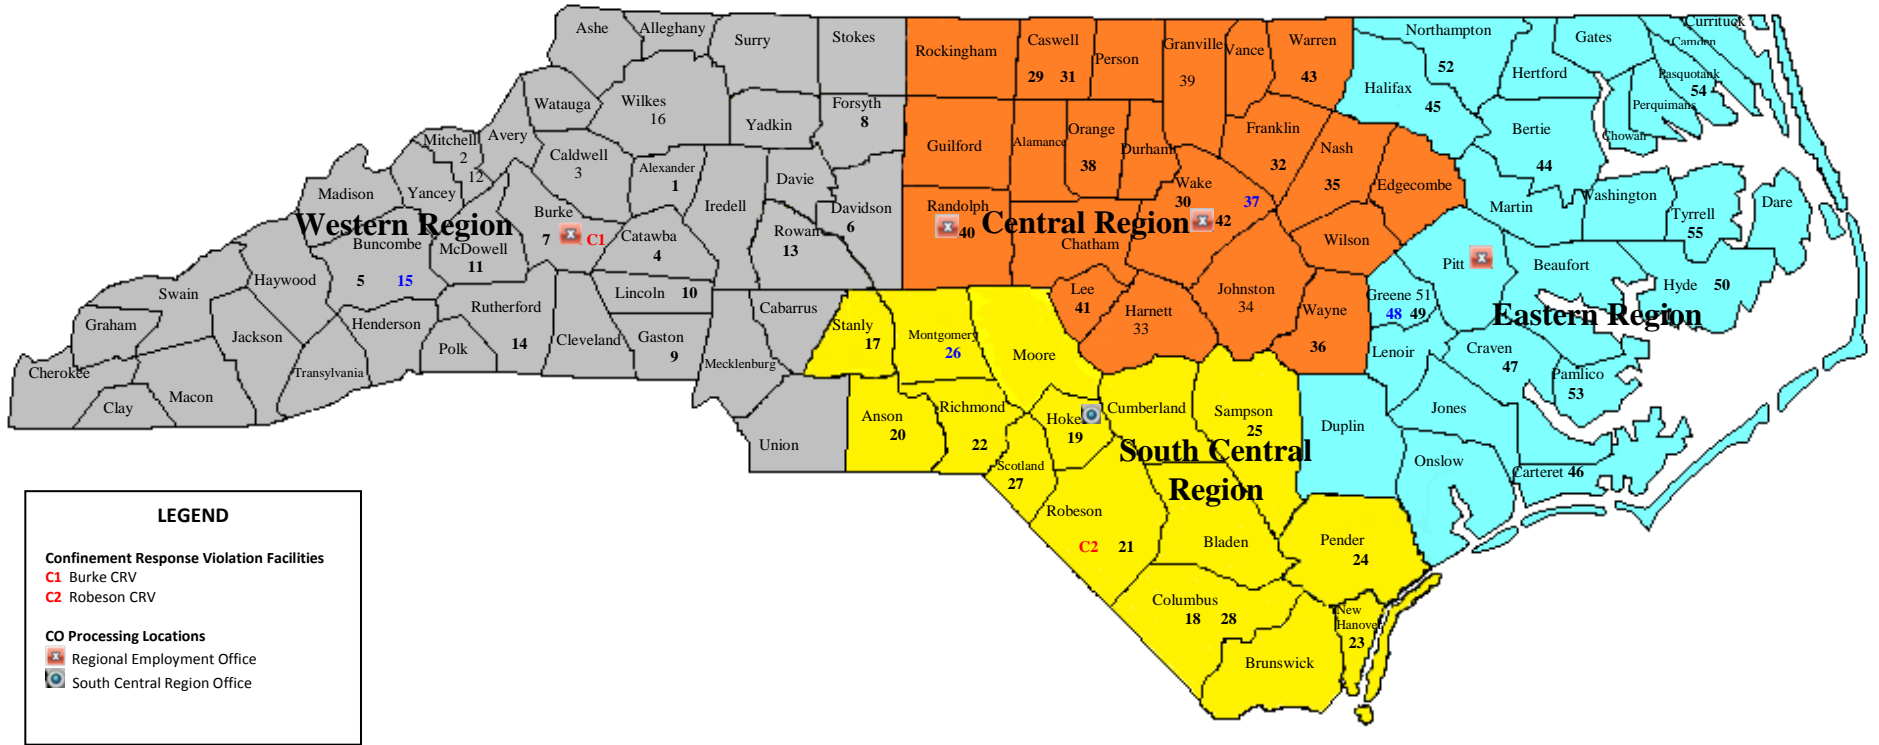 Ashe
Alleghany
Surry
Stokes
Rockingham
Caswell
29 31
Person
Granville
39
Vance
Warren
43
Northampton
52
Gates
Currituck
Camden
Pasquotank
54
Perquimans
Chowan
Hertford
Halifax
45
Bertie
44
Watauga
Wilkes
16
Yadkin
Forsyth
8
Guilford
Alamance
Orange
38
Durham
Franklin
32
Nash
35
Edgecombe
Mitchell
2
12
Avery
Caldwell
3
Alexander
1
Iredell
Davie
Davidson
6
Rowan
13
Randolph
40
Central Region
Chatham
Wake
30
37
42
Wilson
Martin
Washington
Tyrrell
55
Dare
Madison
Yancey
Western Region
Buncombe
5 15
McDowell
11
Burke
7
C1
Catawba
4
Lincoln 10
Gaston
9
Cleveland
Rutherford
14
Polk
Henderson
Haywood
Swain
Graham
Jackson
Transylvania
Cherokee
Clay
Macon
Cabarrus
Mecklenburg
Union
Stanly
17
Montgomery
26
Moore
Lee
41
Harnett
33
Johnston
34
Wayne
36
Pitt
Beaufort
Hyde 50
Eastern Region
Greene 51
48 49
Lenoir
Craven
47
Pamlico
53
Jones
Carteret 46
Onslow
Duplin
Anson
20
Richmond
22
Scotland
27
Hoke
19
Cumberland
Sampson
25
South Central
Region
Robeson
C2 21
Bladen
Pender
24
Columbus
18 28
New
Hanover
23
Brunswick
LEGEND
Confinement Response Violation Facilities
C1 Burke CRV
C2 Robeson CRV
CO Processing Locations
Regional Employment Office
South Central Region Office